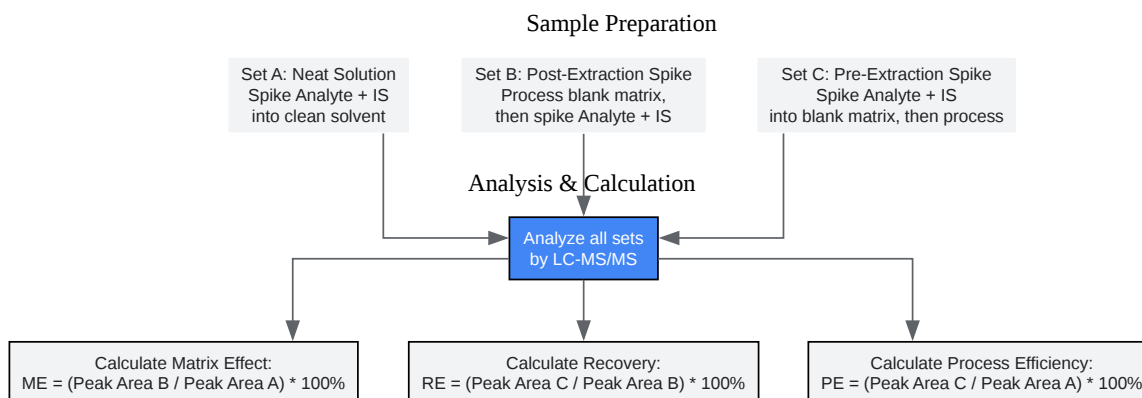 Sample Preparation
Set A: Neat Solution
Spike Analyte + IS
into clean solvent
Set B: Post-Extraction Spike
Process blank matrix,
then spike Analyte + IS
Set C: Pre-Extraction Spike
Spike Analyte + IS
into blank matrix, then process
Analysis & Calculation
Analyze all sets
by LC-MS/MS
Calculate Matrix Effect:
ME = (Peak Area B / Peak Area A) * 100%
Calculate Recovery:
RE = (Peak Area C / Peak Area B) * 100%
Calculate Process Efficiency:
PE = (Peak Area C / Peak Area A) * 100%